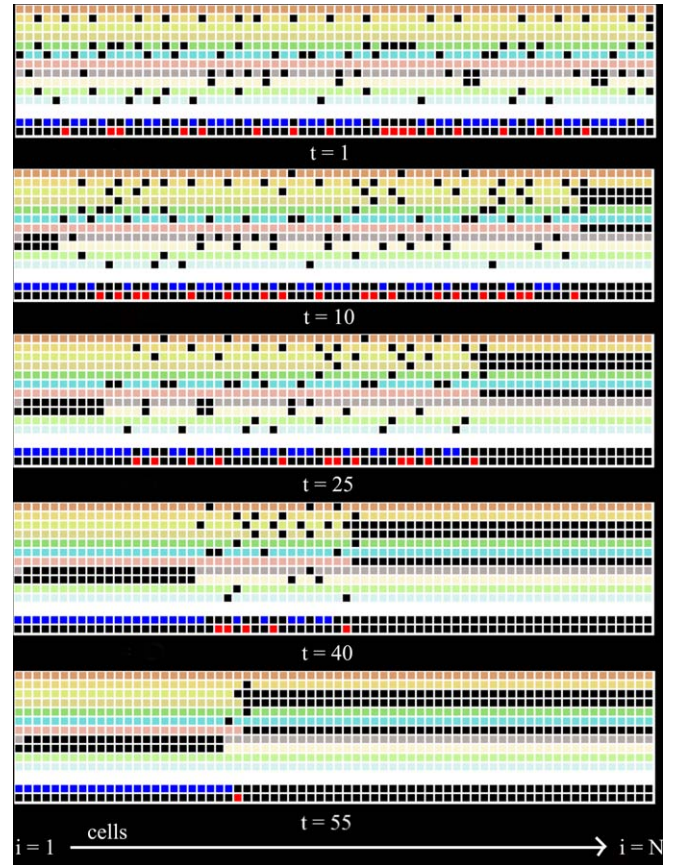 t = 1
t = 10
t = 25
t = 40
t = 55
cells
i = 1 i = N